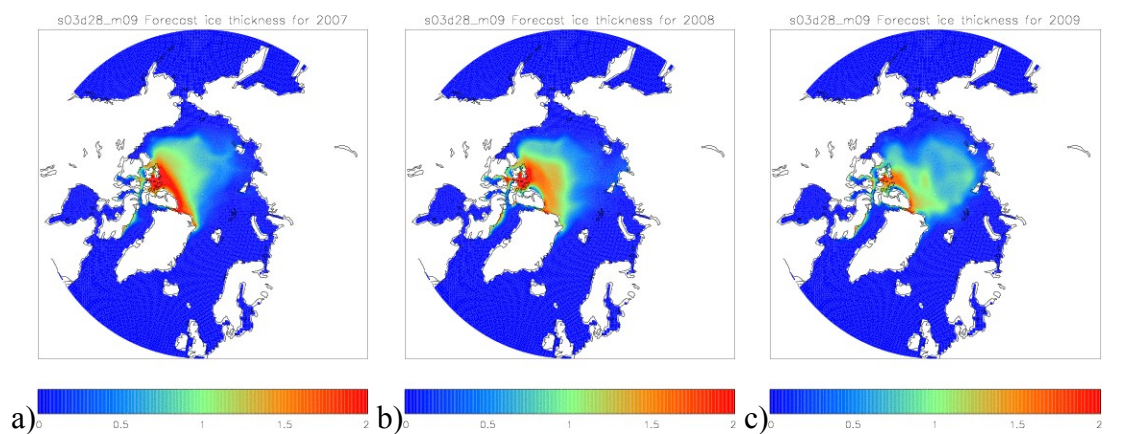 s03d28_m09 Forecast ice thickness for 2007
s03d28_m09 Forecast ice thickness for 2008
s03d28_m09 Forecast ice thickness for 2009
a) 0 0.5 1 1.5 2
b) 0 0.5 1 1.5 2
c) 0 0.5 1 1.5 2